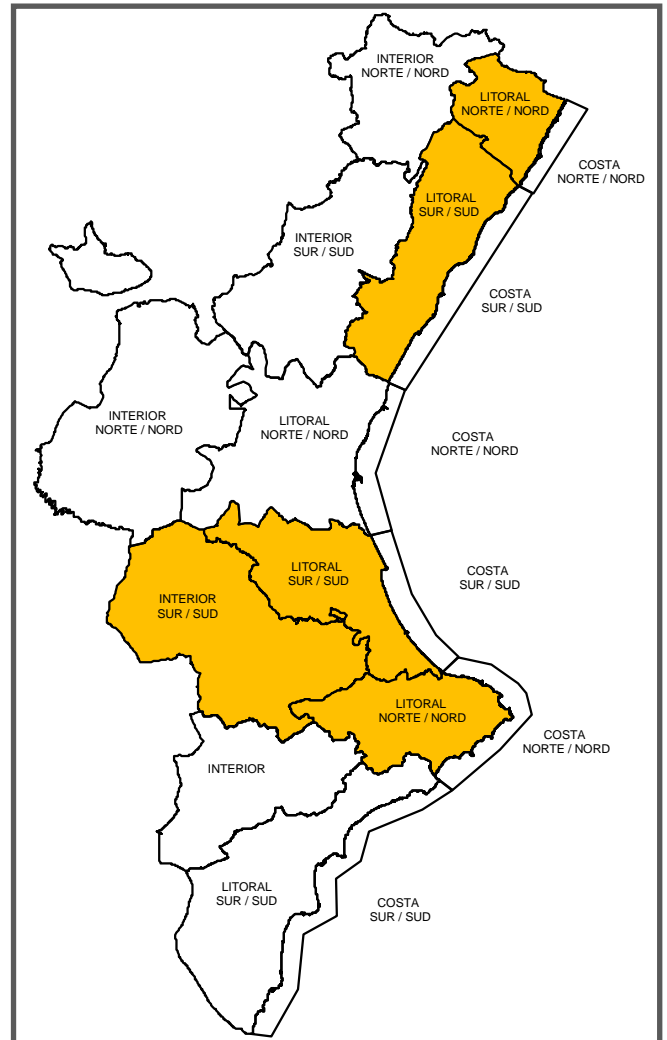 INTERIOR
NORTE / NORD
LITORAL
NORTE / NORD
COSTA
NORTE / NORD
LITORAL
SUR / SUD
INTERIOR
SUR / SUD
COSTA
SUR / SUD
INTERIOR
NORTE / NORD
LITORAL
NORTE / NORD
COSTA
NORTE / NORD
LITORAL
SUR / SUD
COSTA
SUR / SUD
INTERIOR
SUR / SUD
LITORAL
NORTE / NORD
COSTA
NORTE / NORD
INTERIOR
LITORAL
SUR / SUD
COSTA
SUR / SUD